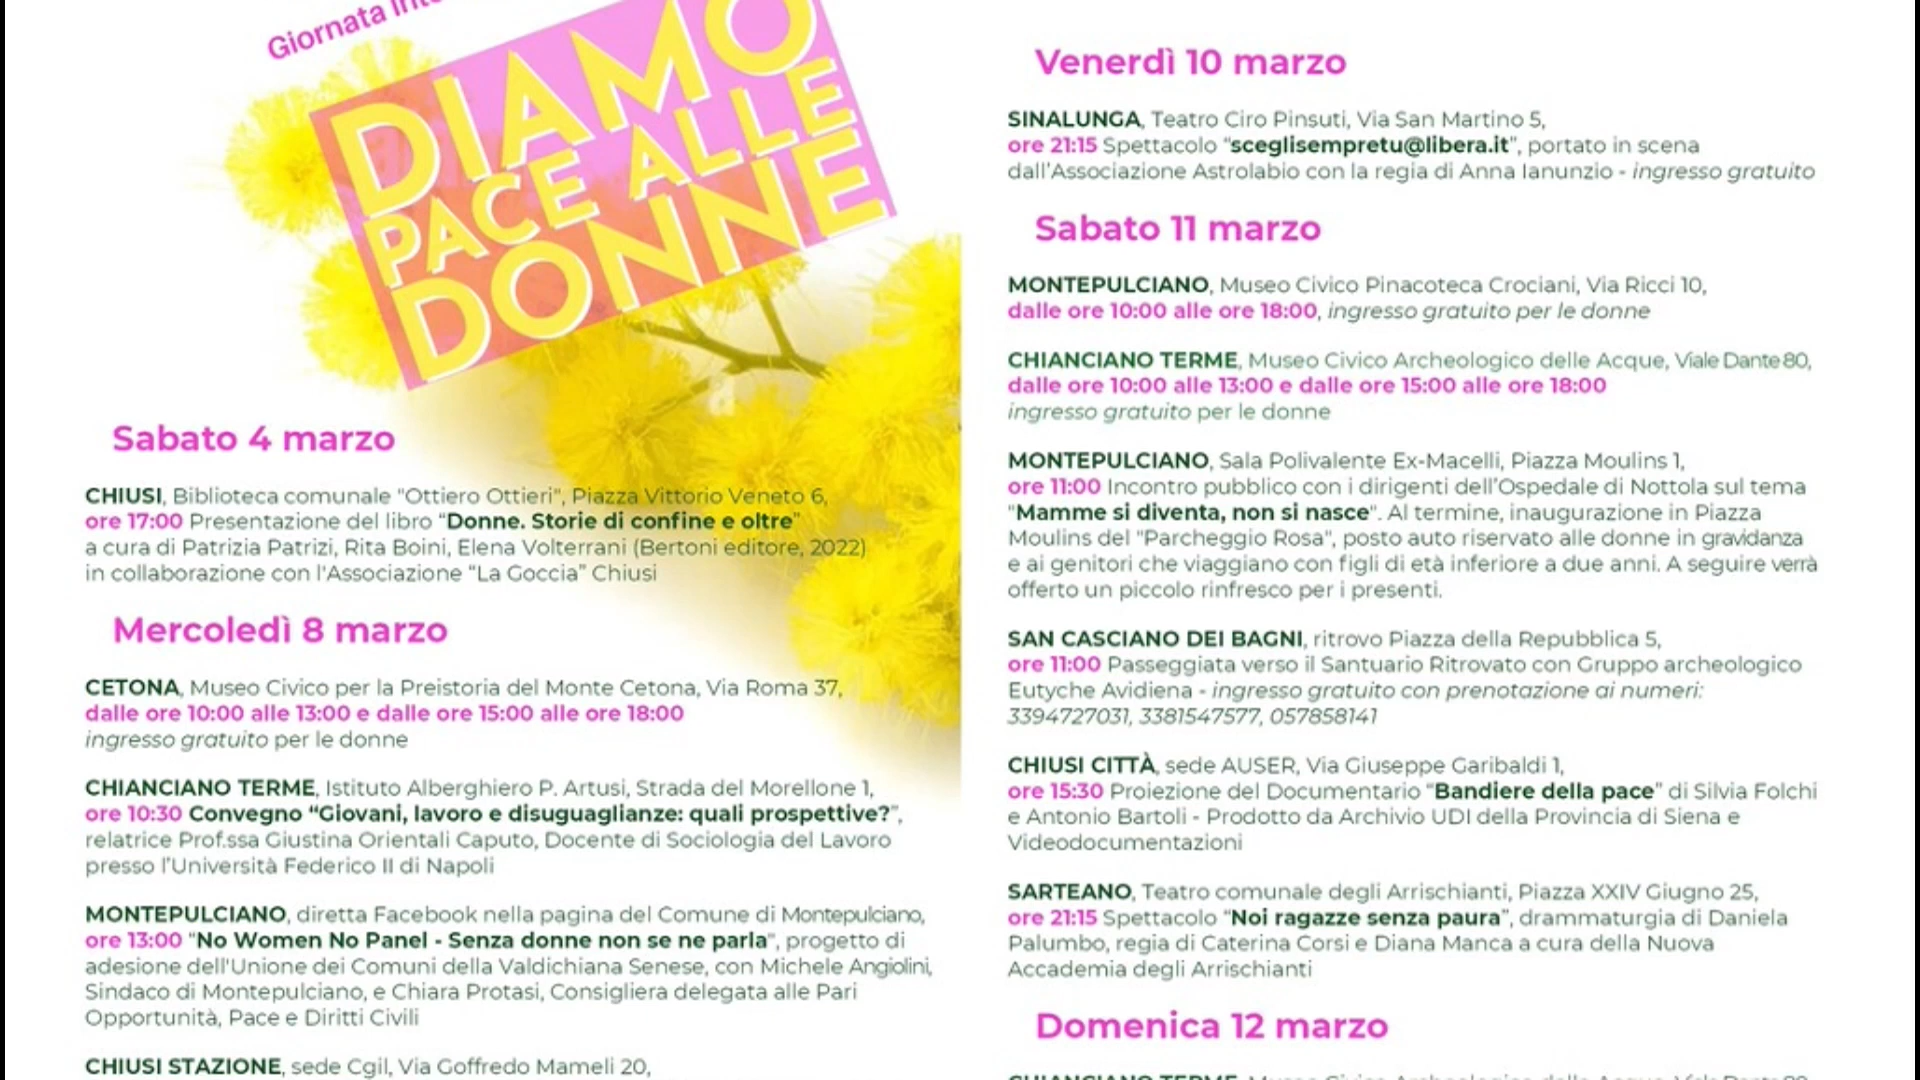 Giornata
DIAMO
PACE ALLE
DONNE
Sabato 4 marzo
CHIUSI, Biblioteca comunale "Ottiero Ottieri", Piazza Vittorio Veneto 6,
ore 17:00 Presentazione del libro “Donne. Storie di confine e oltre”
a cura di Patrizia Patrizi, Rita Boini, Elena Volterrani (Bertoni editore, 2022)
in collaborazione con l'Associazione “La Goccia” Chiusi
Mercoledì 8 marzo
CETONA, Museo Civico per la Preistoria del Monte Cetona, Via Roma 37,
dalle ore 10:00 alle 13:00 e dalle ore 15:00 alle ore 18:00
ingresso gratuito per le donne
CHIANCIANO TERME, Istituto Alberghiero P. Artusi, Strada del Morellone 1,
ore 10:30 Convegno “Giovani, lavoro e disuguaglianze: quali prospettive?”,
relatrice Prof.ssa Giustina Orientali Caputo, Docente di Sociologia del Lavoro
presso l’Università Federico II di Napoli
MONTEPULCIANO, diretta Facebook nella pagina del Comune di Montepulciano,
ore 13:00 "No Women No Panel - Senza donne non se ne parla", progetto di
adesione dell'Unione dei Comuni della Valdichiana Senese, con Michele Angiolini,
Sindaco di Montepulciano, e Chiara Protasi, Consigliera delegata alle Pari
Opportunità, Pace e Diritti Civili
CHIUSI STAZIONE, sede Cgil, Via Goffredo Mameli 20,
Venerdì 10 marzo
SINALUNGA, Teatro Ciro Pinsuti, Via San Martino 5,
ore 21:15 Spettacolo “sceglisempretu@libera.it”, portato in scena
dall’Associazione Astrolabio con la regia di Anna Ianunzio - ingresso gratuito
Sabato 11 marzo
MONTEPULCIANO, Museo Civico Pinacoteca Crociani, Via Ricci 10,
dalle ore 10:00 alle ore 18:00, ingresso gratuito per le donne
CHIANCIANO TERME, Museo Civico Archeologico delle Acque, Viale Dante 80,
dalle ore 10:00 alle 13:00 e dalle ore 15:00 alle ore 18:00
ingresso gratuito per le donne
MONTEPULCIANO, Sala Polivalente Ex-Macelli, Piazza Moulins 1,
ore 11:00 Incontro pubblico con i dirigenti dell’Ospedale di Nottola sul tema
"Mamme si diventa, non si nasce". Al termine, inaugurazione in Piazza
Moulins del "Parcheggio Rosa", posto auto riservato alle donne in gravidanza
e ai genitori che viaggiano con figli di età inferiore a due anni. A seguire verrà
offerto un piccolo rinfresco per i presenti.
SAN CASCIANO DEI BAGNI, ritrovo Piazza della Repubblica 5,
ore 11:00 Passeggiata verso il Santuario Ritrovato con Gruppo archeologico
Eutyche Avidiena - ingresso gratuito con prenotazione ai numeri:
3394727031, 3381547577, 057858141
CHIUSI CITTÀ, sede AUSER, Via Giuseppe Garibaldi 1,
ore 15:30 Proiezione del Documentario “Bandiere della pace” di Silvia Folchi
e Antonio Bartoli - Prodotto da Archivio UDI della Provincia di Siena e
Videodocumentazioni
SARTEANO, Teatro comunale degli Arrischianti, Piazza XXIV Giugno 25,
ore 21:15 Spettacolo “Noi ragazze senza paura”, drammaturgia di Daniela
Palumbo, regia di Caterina Corsi e Diana Manca a cura della Nuova
Accademia degli Arrischianti
Domenica 12 marzo
CHIANCIANO TERME, Museo Civico Archeologico delle Acque, Viale Dante 80,